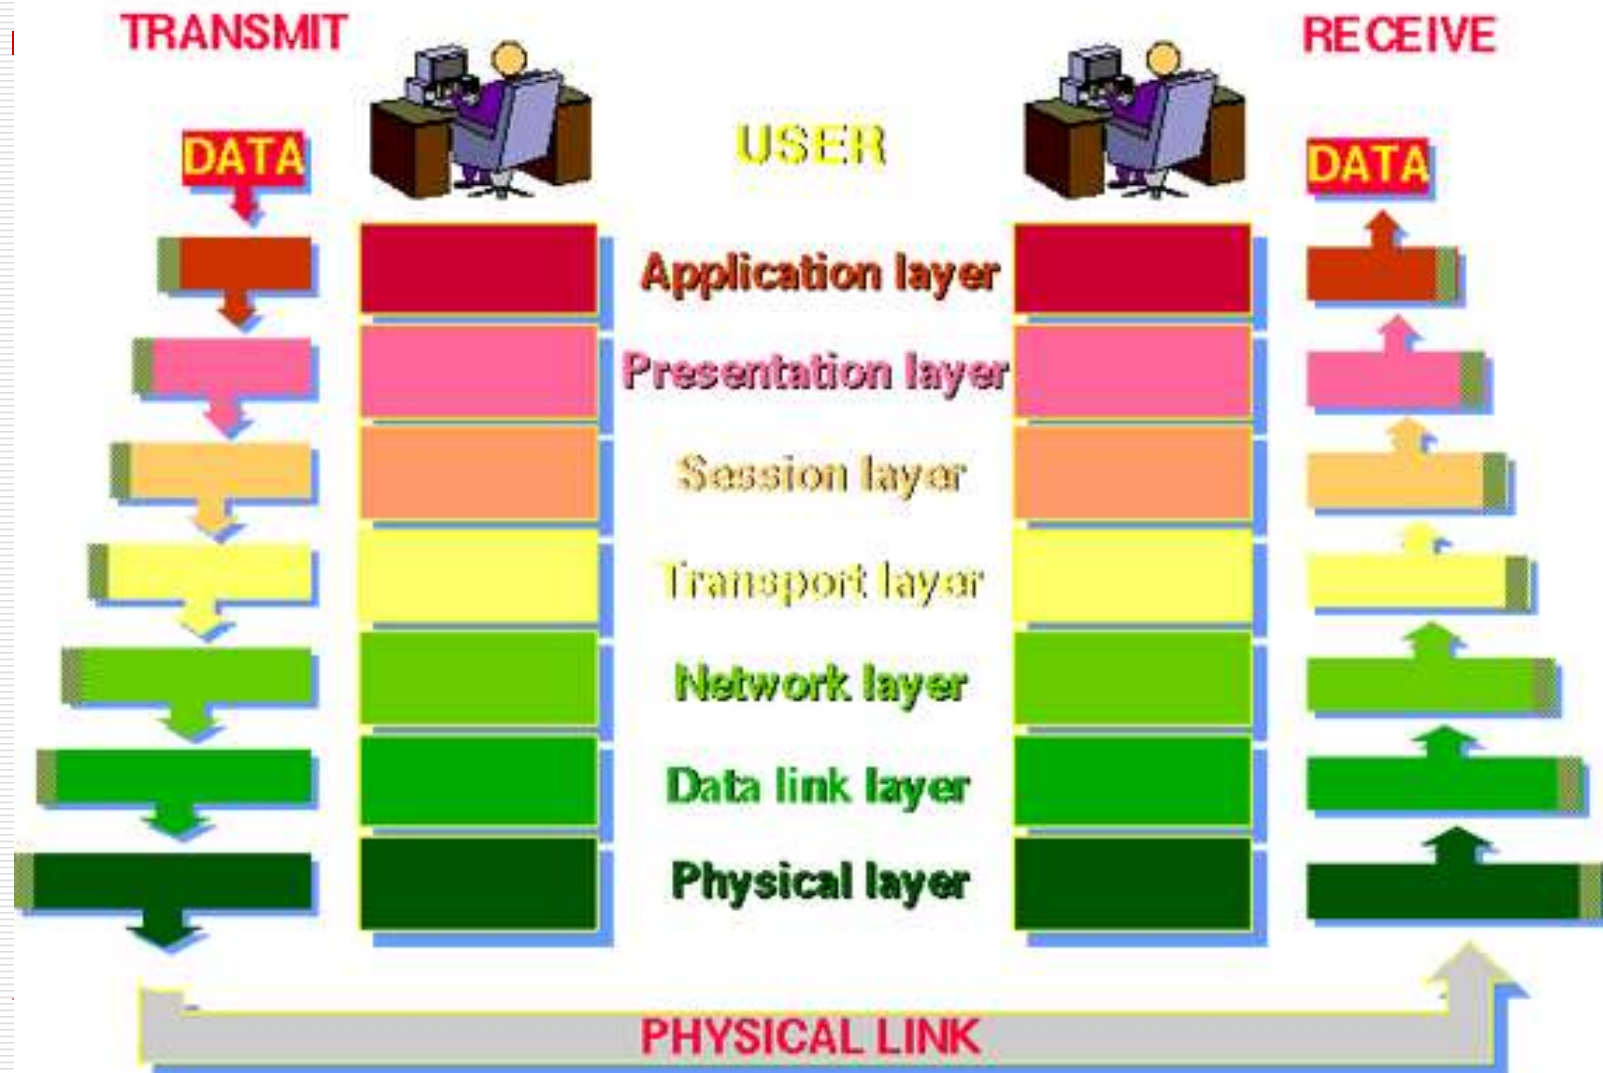 TRANSMIT
RECEIVE
USER
DATA
DATA
Application layer
Presentation layer
Session layer
Transport layer
Network layer
Data link layer
Physical layer
PHYSICAL LINK